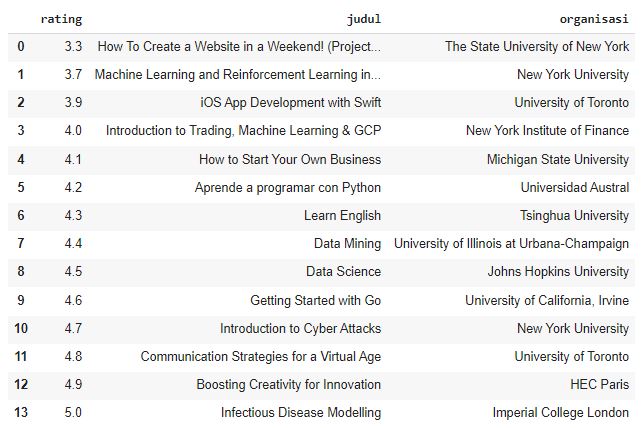 rating judul organisasi
0 3.3 How To Create a Website in a Weekend! (Project... The State University of New York
1 3.7 Machine Learning and Reinforcement Learning in... New York University
2 3.9 iOS App Development with Swift University of Toronto
3 4.0 Introduction to Trading, Machine Learning & GCP New York Institute of Finance
4 4.1 How to Start Your Own Business Michigan State University
5 4.2 Aprende a programar con Python Universidad Austral
6 4.3 Learn English Tsinghua University
7 4.4 Data Mining University of Illinois at Urbana-Champaign
8 4.5 Data Science Johns Hopkins University
9 4.6 Getting Started with Go University of California, Irvine
10 4.7 Introduction to Cyber Attacks New York University
11 4.8 Communication Strategies for a Virtual Age University of Toronto
12 4.9 Boosting Creativity for Innovation HEC Paris
13 5.0 Infectious Disease Modelling Imperial College London